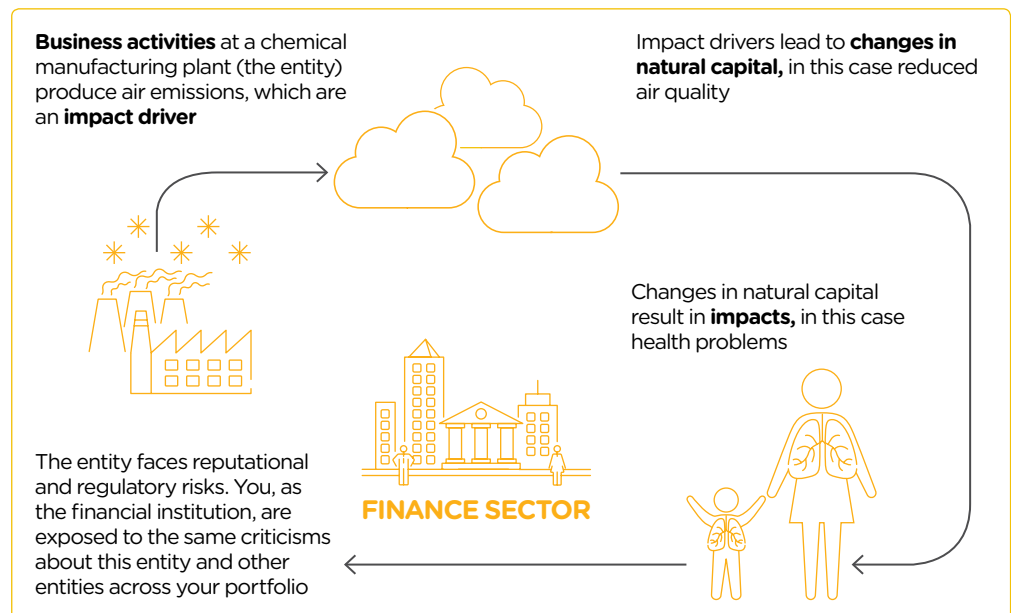 Business activities at a chemical
manufacturing plant (the entity)
produce air emissions, which are
an impact driver
Impact drivers lead to changes in
natural capital, in this case reduced
air quality
Changes in natural capital
result in impacts, in this case
health problems
The entity faces reputational
and regulatory risks. You, as
the financial institution, are
exposed to the same criticisms
about this entity and other
entities across your portfolio
FINANCE SECTOR